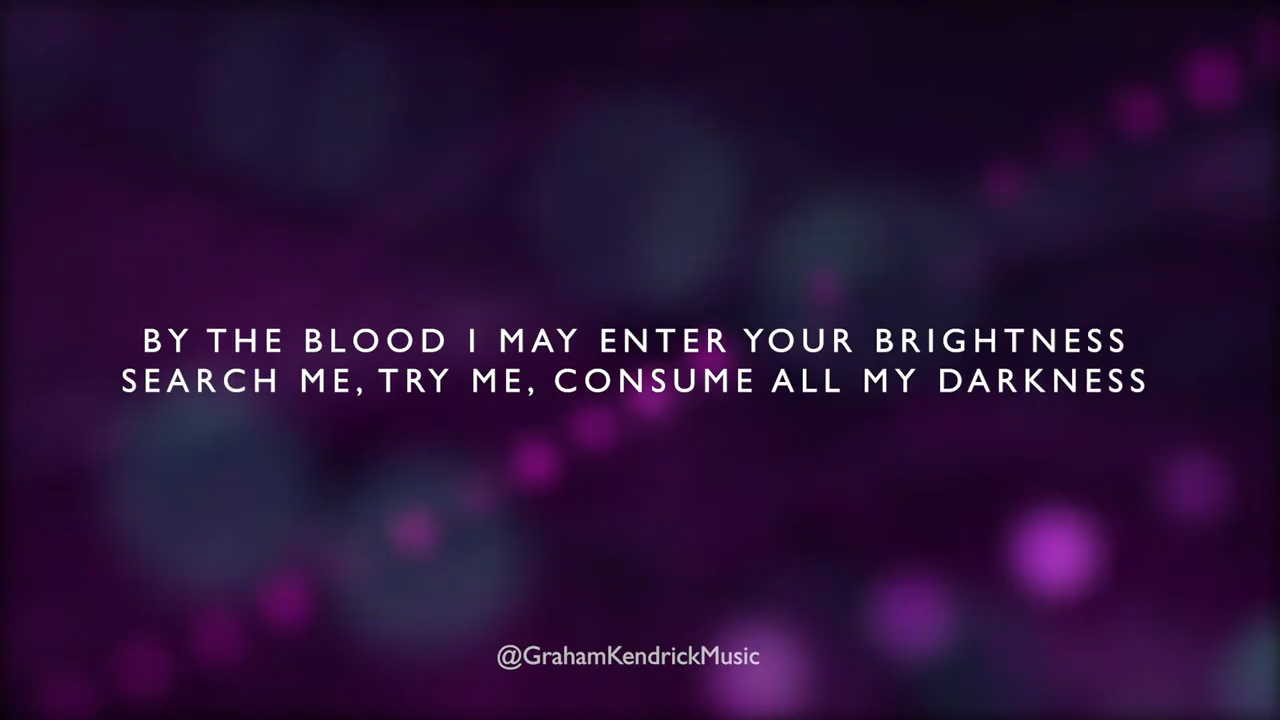 BY THE BLOOD I MAY ENTER YOUR BRIGHTNESS
SEARCH ME, TRY ME, CONSUME ALL MY DARKNESS
@GrahamKendrickMusic